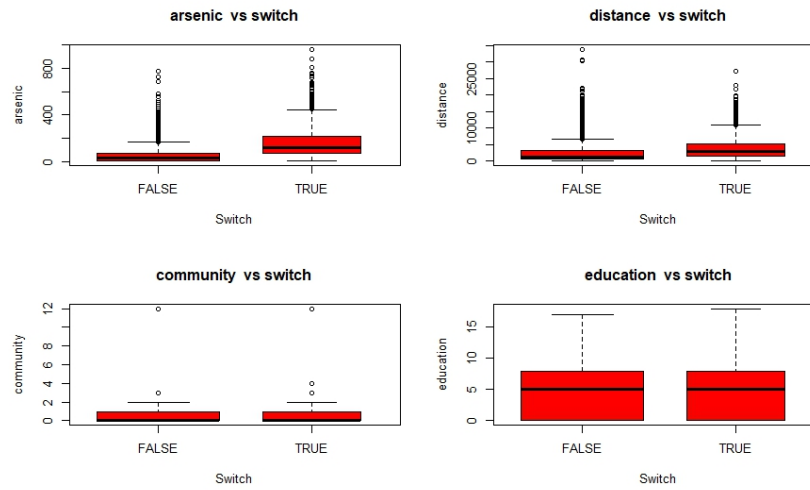 arsenic vs switch
arsenic
800
400
0
FALSE
TRUE
Switch
distance vs switch
distance
25000
10000
0
FALSE
TRUE
Switch
community vs switch
community
12
8
6
4
2
0
FALSE
TRUE
Switch
education vs switch
education
15
10
5
0
FALSE
TRUE
Switch